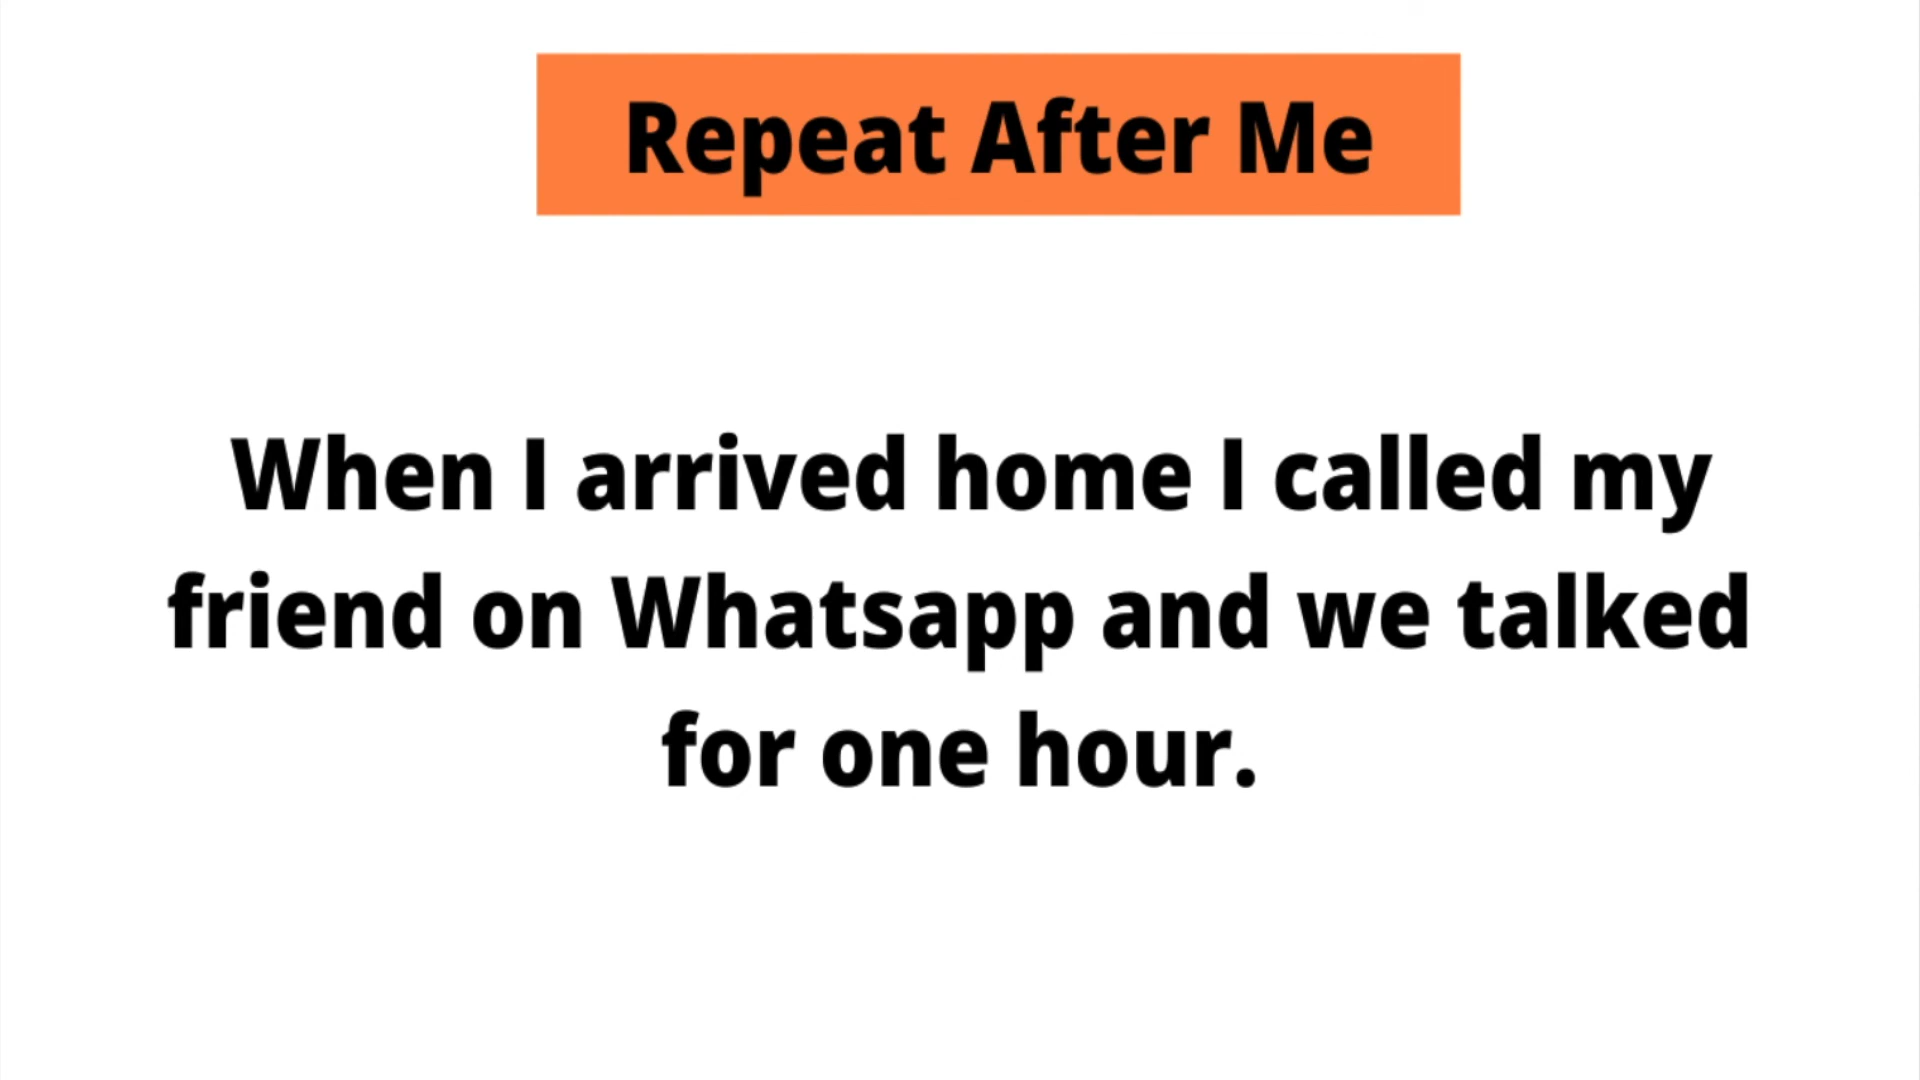 Repeat After Me
When I arrived home I called my
friend on Whatsapp and we talked
for one hour.